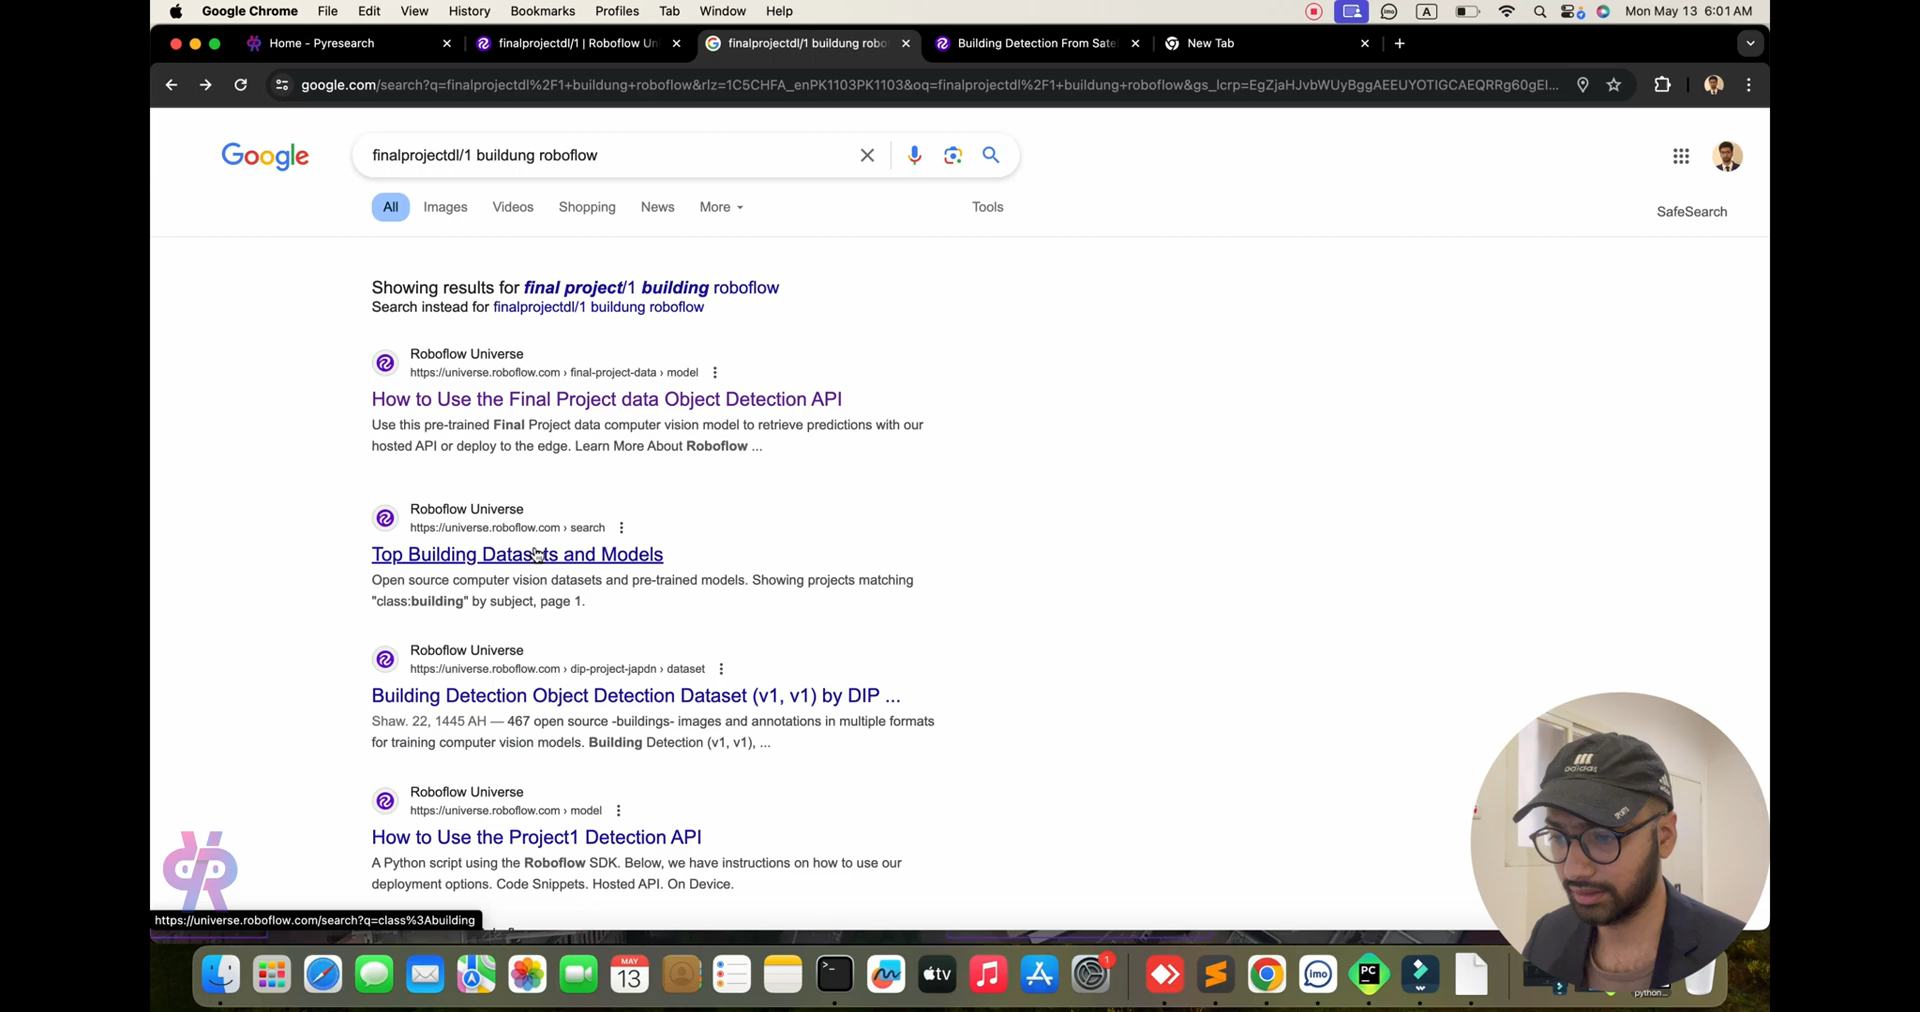 Google Chrome File Edit View History Bookmarks Profiles Tab Window Help
imo A Mon May 13 6:01 AM
Home - Pyresearch
finalprojectdl/1 | Roboflow Un
finalprojectdl/1 buildung robo
Building Detection From Sate
New Tab
google.com/search?q=finalprojectdl%2F1+buildung+roboflow&rlz=1C5CHFA_enPK1103PK1103&oq=finalprojectdl%2F1+buildung+roboflow&gs_lcrp=EgZjaHJvbWUyBggAEEUYOTIGCAEQRRg60gEI...
Google
finalprojectdl/1 buildung roboflow
All Images Videos Shopping News More Tools
SafeSearch
Showing results for final project/1 building roboflow
Search instead for finalprojectdl/1 buildung roboflow
Roboflow Universe
https://universe.roboflow.com › final-project-data › model
How to Use the Final Project data Object Detection API
Use this pre-trained Final Project data computer vision model to retrieve predictions with our
hosted API or deploy to the edge. Learn More About Roboflow ...
Roboflow Universe
https://universe.roboflow.com › search
Top Building Datasets and Models
Open source computer vision datasets and pre-trained models. Showing projects matching
"class:building" by subject, page 1.
Roboflow Universe
https://universe.roboflow.com › dip-project-japdn › dataset
Building Detection Object Detection Dataset (v1, v1) by DIP ...
Shaw. 22, 1445 AH — 467 open source -buildings- images and annotations in multiple formats
for training computer vision models. Building Detection (v1, v1), ...
Roboflow Universe
https://universe.roboflow.com › model
How to Use the Project1 Detection API
A Python script using the Roboflow SDK. Below, we have instructions on how to use our
deployment options. Code Snippets. Hosted API. On Device.
https://universe.roboflow.com/search?q=class%3Abuilding
adidas
MAY
13
tv
1
imo
PC
python...